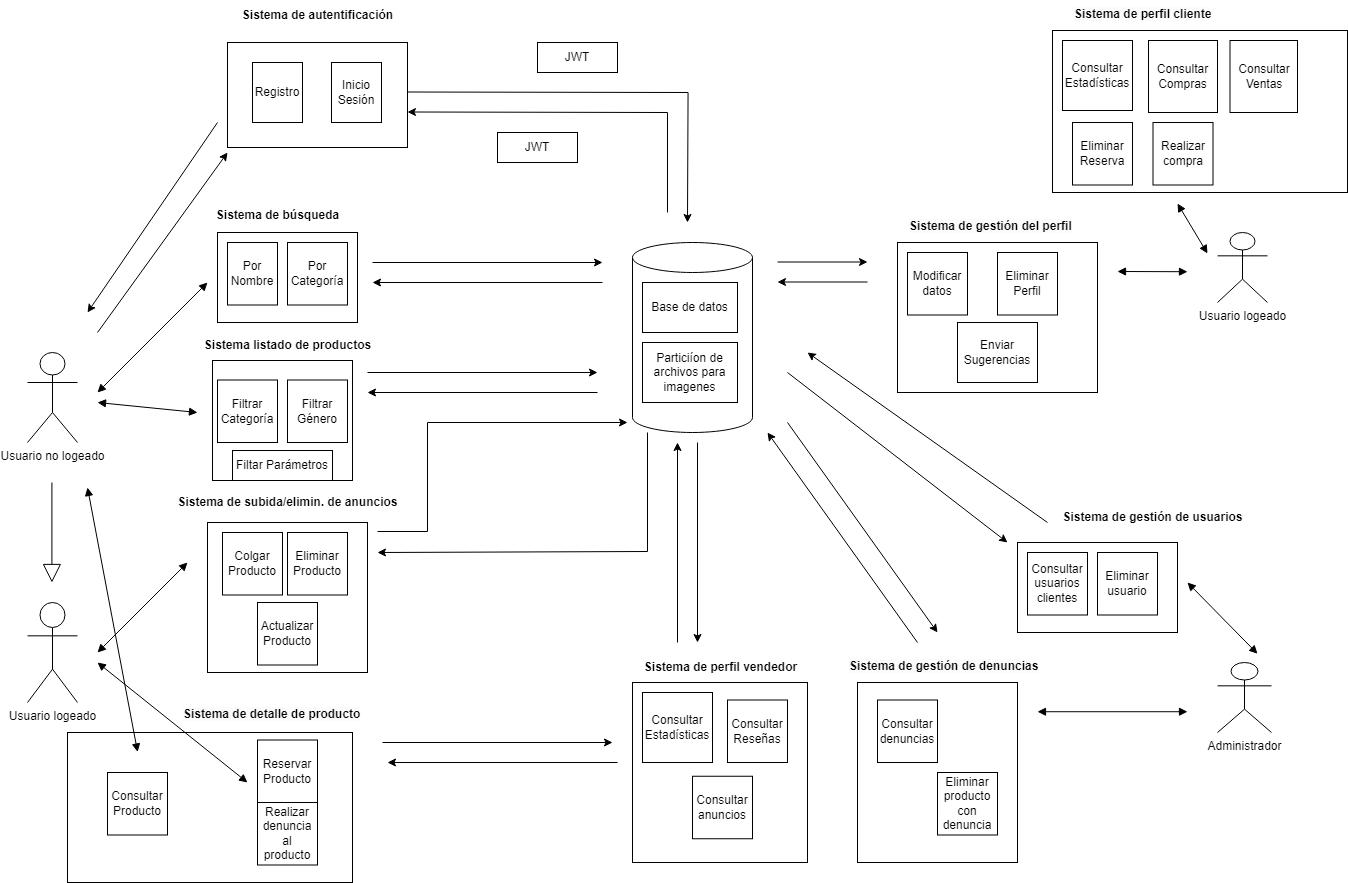 Sistema de autentificación
Registro
Inicio
Sesión
JWT
JWT
Sistema de perfil cliente
Consultar
Estadísticas
Consultar
Compras
Consultar
Ventas
Eliminar
Reserva
Realizar
compra
Sistema de búsqueda
Por
Nombre
Por
Categoría
Sistema de gestión del perfil
Modificar
datos
Eliminar
Perfil
Enviar
Sugerencias
Usuario logeado
Base de datos
Particiíon de
archivos para
imagenes
Sistema listado de productos
Filtrar
Categoría
Filtrar
Género
Filtar Parámetros
Usuario no logeado
Sistema de subida/elimin. de anuncios
Colgar
Producto
Eliminar
Producto
Actualizar
Producto
Sistema de gestión de usuarios
Consultar
usuarios
clientes
Eliminar
usuario
Usuario logeado
Sistema de detalle de producto
Consultar
Producto
Reservar
Producto
Realizar
denuncia
al
producto
Sistema de perfil vendedor
Consultar
Estadísticas
Consultar
Reseñas
Consultar
anuncios
Sistema de gestión de denuncias
Consultar
denuncias
Eliminar
producto
con
denuncia
Administrador